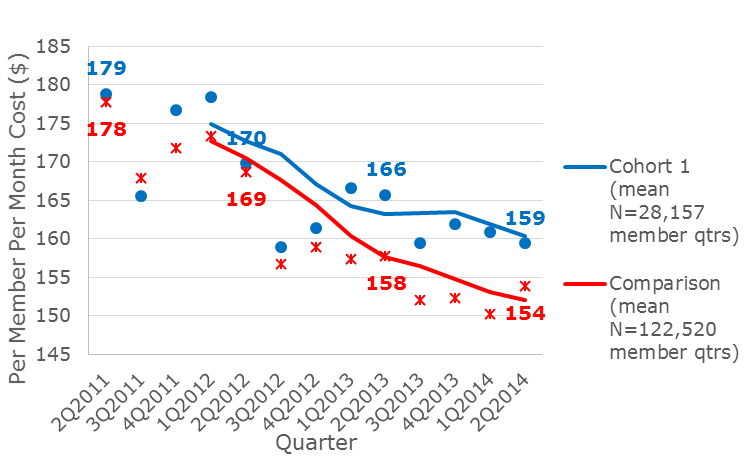 185
180
175
170
165
160
155
150
145
Per Member Per Month Cost ($)
179
178
170
169
166
158
159
154
2Q2011
3Q2011
4Q2011
1Q2012
2Q2012
3Q2012
4Q2012
1Q2013
2Q2013
3Q2013
4Q2013
1Q2014
2Q2014
Quarter
Cohort 1
(mean
N=28,157
member qtrs)
Comparison
(mean
N=122,520
member qtrs)